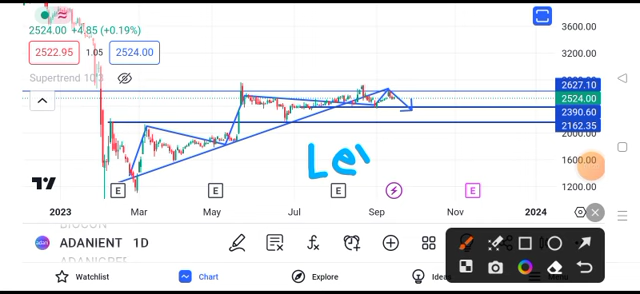 2524.00 +4.85 (+0.19%)
2522.95 1.05 2524.00
Supertrend 10 3
3600.00
3200.00
2627.10
2524.00
2390.60
2162.35
1600.00
1200.00
Lev
E E E E
2023 Mar May Jul Sep Nov 2024
ADANIENT 1D
Watchlist Chart Explore Ideas Menu